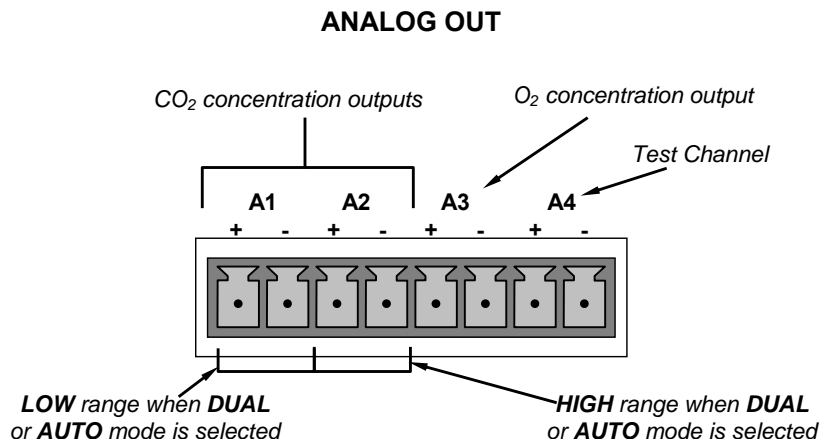 ANALOG OUT
CO₂ concentration outputs
O₂ concentration output
Test Channel
A1 A2 A3 A4
+ - + - + - + -
LOW range when DUAL
or AUTO mode is selected
HIGH range when DUAL
or AUTO mode is selected